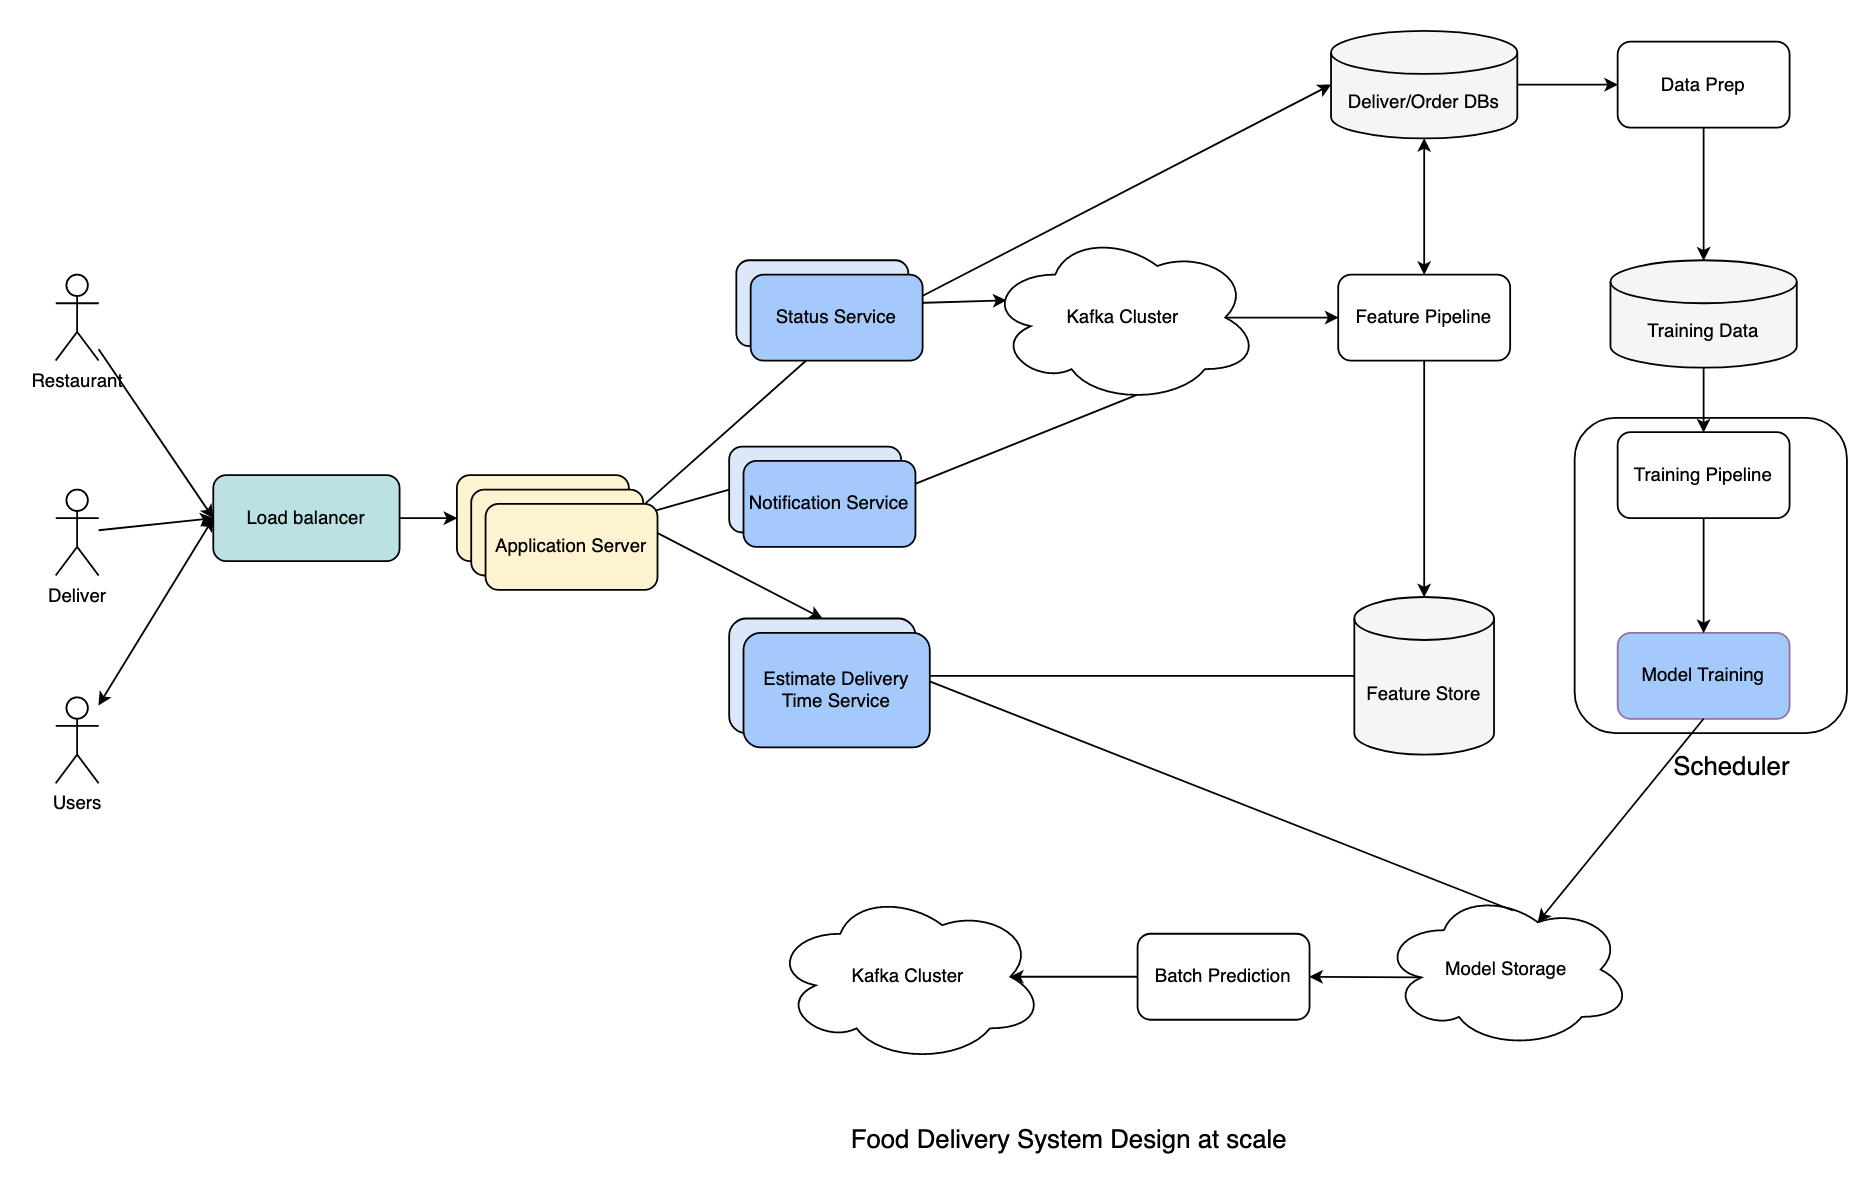 Deliver/Order DBs
Data Prep
Restaurant
Status Service
Kafka Cluster
Feature Pipeline
Training Data
Load balancer
Application Server
Notification Service
Training Pipeline
Deliver
Estimate Delivery
Time Service
Feature Store
Model Training
Users
Scheduler
Kafka Cluster
Batch Prediction
Model Storage
Food Delivery System Design at scale